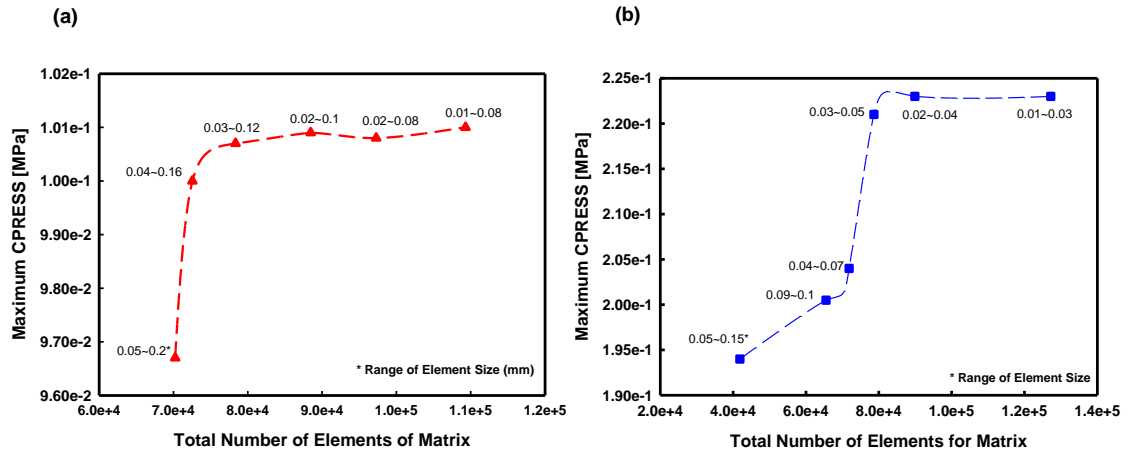 (a)
1.02e-1
1.01e-1
1.00e-1
9.90e-2
9.80e-2
9.70e-2
9.60e-2
Maximum CPRESS [MPa]
0.05~0.2*
0.04~0.16
0.03~0.12
0.02~0.1
0.02~0.08
0.01~0.08
* Range of Element Size (mm)
6.0e+4 7.0e+4 8.0e+4 9.0e+4 1.0e+5 1.1e+5 1.2e+5
Total Number of Elements of Matrix
(b)
2.25e-1
2.20e-1
2.15e-1
2.10e-1
2.05e-1
2.00e-1
1.95e-1
1.90e-1
Maximum CPRESS [MPa]
0.05~0.15*
0.09~0.1
0.04~0.07
0.03~0.05
0.02~0.04
0.01~0.03
* Range of Element Size
2.0e+4 4.0e+4 6.0e+4 8.0e+4 1.0e+5 1.2e+5 1.4e+5
Total Number of Elements for Matrix